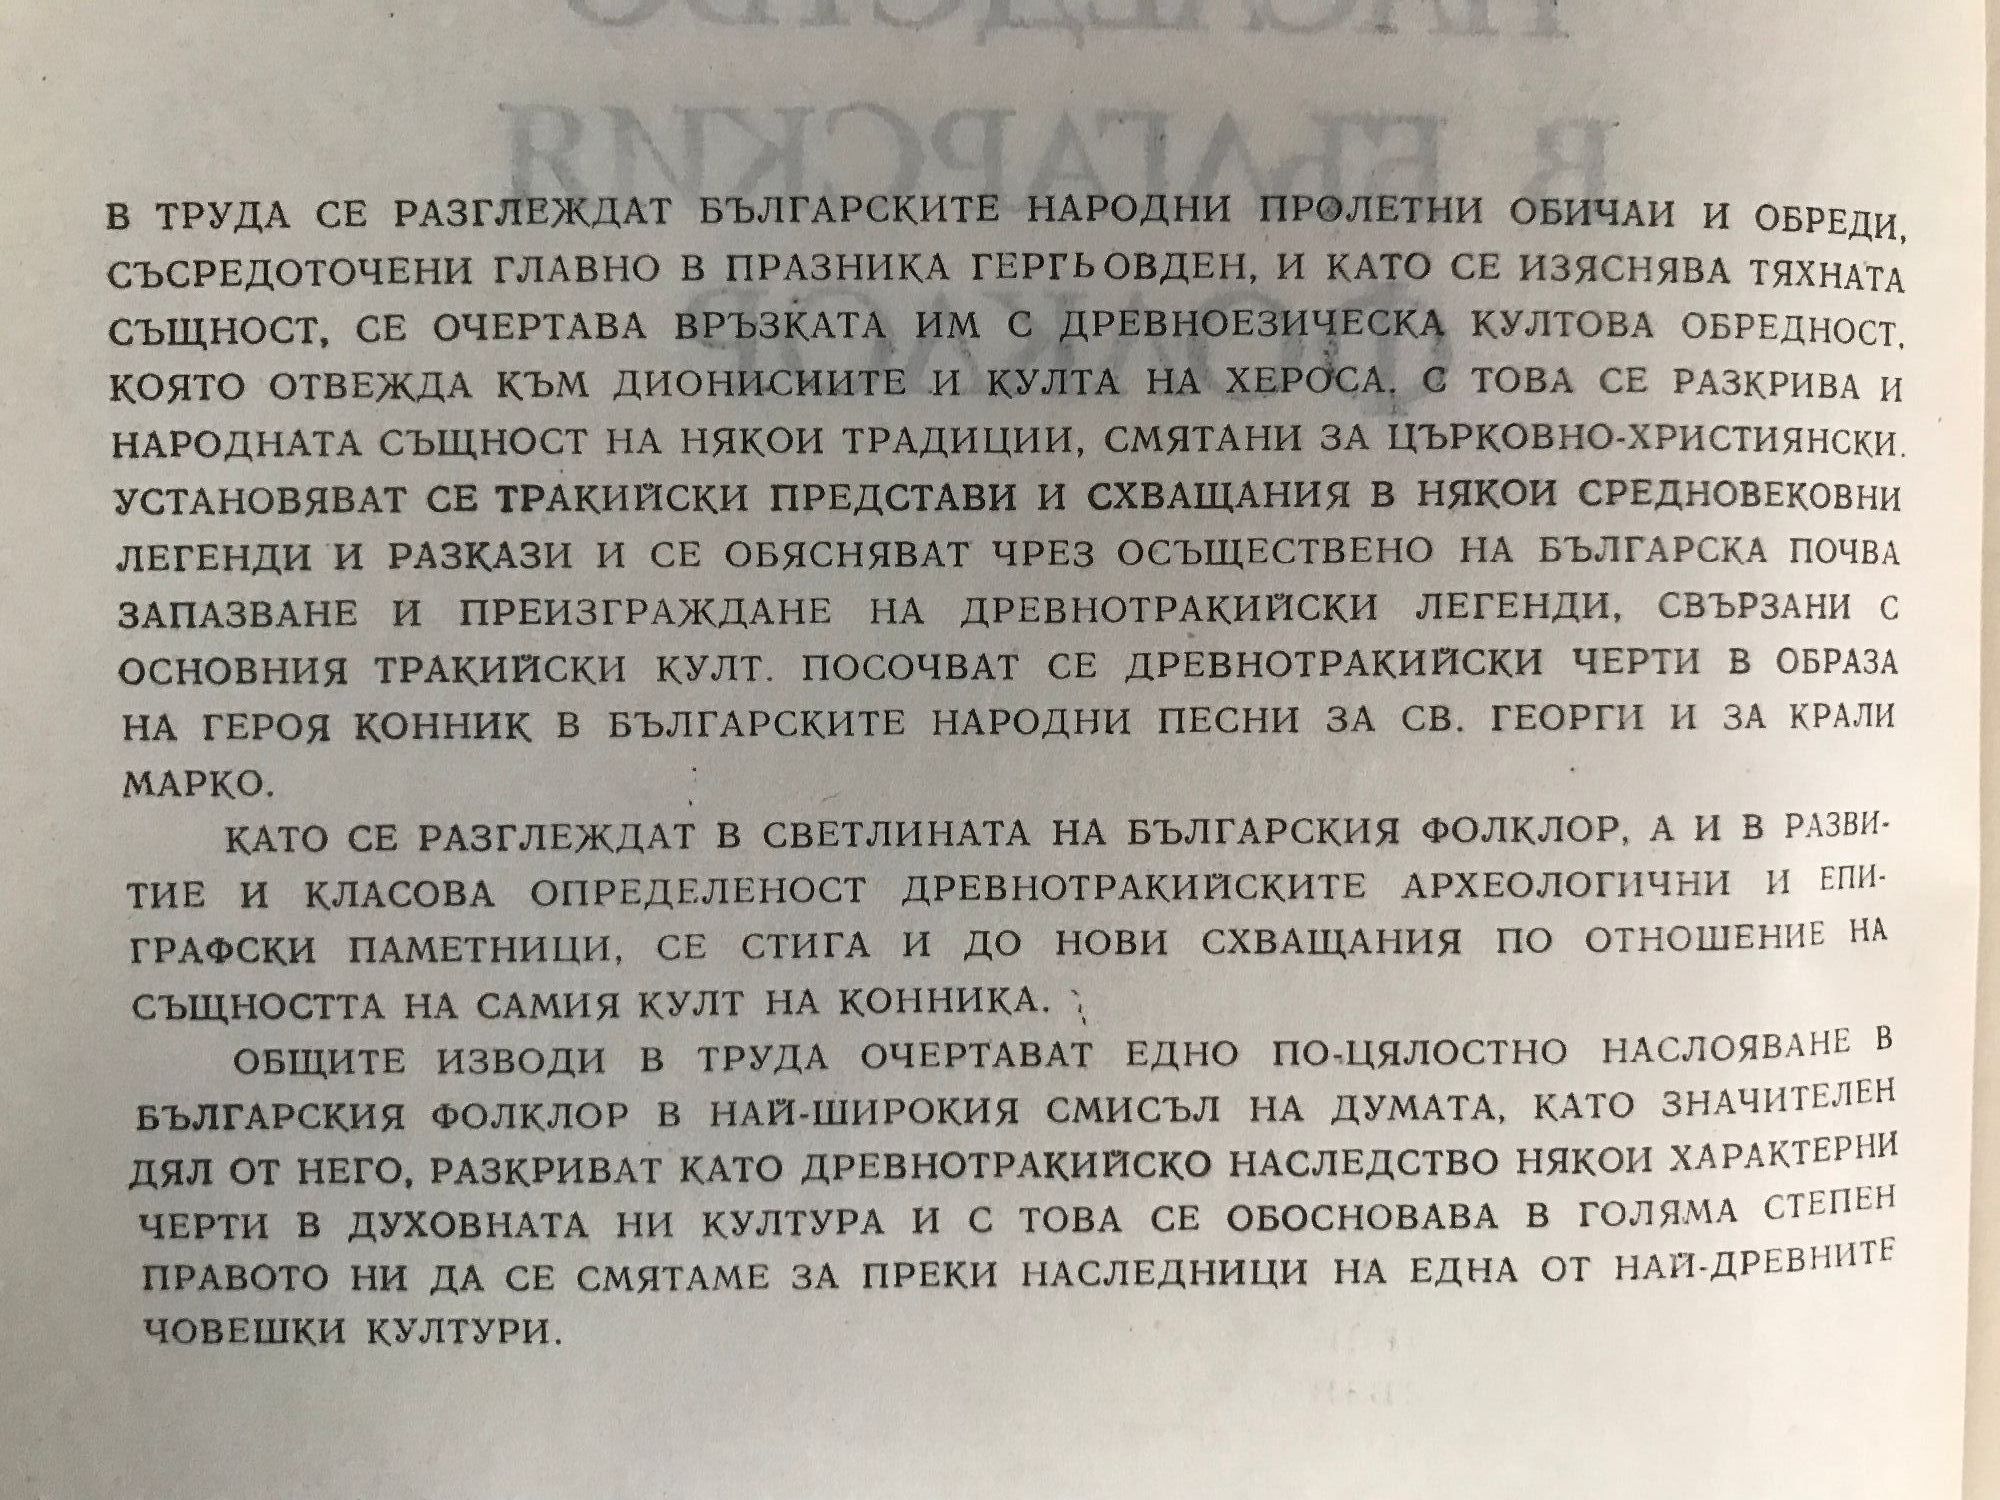 НАСЛЕДСТВО
В БЪЛГАРСКИЯ
ФОЛКЛОР
В ТРУДА СЕ РАЗГЛЕЖДАТ БЪЛГАРСКИТЕ НАРОДНИ ПРОЛЕТНИ ОБИЧАИ И ОБРЕДИ,
СЪСРЕДОТОЧЕНИ ГЛАВНО В ПРАЗНИКА ГЕРГЬОВДЕН, И КАТО СЕ ИЗЯСНЯВА ТЯХНАТА
СЪЩНОСТ, СЕ ОЧЕРТАВА ВРЪЗКАТА ИМ С ДРЕВНОЕЗИЧЕСКА КУЛТОВА ОБРЕДНОСТ,
КОЯТО ОТВЕЖДА КЪМ ДИОНИСИИТЕ И КУЛТА НА ХЕРОСА. С ТОВА СЕ РАЗКРИВА И
НАРОДНАТА СЪЩНОСТ НА НЯКОИ ТРАДИЦИИ, СМЯТАНИ ЗА ЦЪРКОВНО-ХРИСТИЯНСКИ.
УСТАНОВЯВАТ СЕ ТРАКИЙСКИ ПРЕДСТАВИ И СХВАЩАНИЯ В НЯКОИ СРЕДНОВЕКОВНИ
ЛЕГЕНДИ И РАЗКАЗИ И СЕ ОБЯСНЯВАТ ЧРЕЗ ОСЪЩЕСТВЕНО НА БЪЛГАРСКА ПОЧВА
ЗАПАЗВАНЕ И ПРЕИЗГРАЖДАНЕ НА ДРЕВНОТРАКИЙСКИ ЛЕГЕНДИ, СВЪРЗАНИ С
ОСНОВНИЯ ТРАКИЙСКИ КУЛТ. ПОСОЧВАТ СЕ ДРЕВНОТРАКИЙСКИ ЧЕРТИ В ОБРАЗА
НА ГЕРОЯ КОННИК В БЪЛГАРСКИТЕ НАРОДНИ ПЕСНИ ЗА СВ. ГЕОРГИ И ЗА КРАЛИ
МАРКО.
КАТО СЕ РАЗГЛЕЖДАТ В СВЕТЛИНАТА НА БЪЛГАРСКИЯ ФОЛКЛОР, А И В РАЗВИ-
ТИЕ И КЛАСОВА ОПРЕДЕЛЕНОСТ ДРЕВНОТРАКИЙСКИТЕ АРХЕОЛОГИЧНИ И ЕПИ-
ГРАФСКИ ПАМЕТНИЦИ, СЕ СТИГА И ДО НОВИ СХВАЩАНИЯ ПО ОТНОШЕНИЕ НА
СЪЩНОСТТА НА САМИЯ КУЛТ НА КОННИКА.
ОБЩИТЕ ИЗВОДИ В ТРУДА ОЧЕРТАВАТ ЕДНО ПО-ЦЯЛОСТНО НАСЛОЯВАНЕ В
БЪЛГАРСКИЯ ФОЛКЛОР В НАЙ-ШИРОКИЯ СМИСЪЛ НА ДУМАТА, КАТО ЗНАЧИТЕЛЕН
ДЯЛ ОТ НЕГО, РАЗКРИВАТ КАТО ДРЕВНОТРАКИЙСКО НАСЛЕДСТВО НЯКОИ ХАРАКТЕРНИ
ЧЕРТИ В ДУХОВНАТА НИ КУЛТУРА И С ТОВА СЕ ОБОСНОВАВА В ГОЛЯМА СТЕПЕН
ПРАВОТО НИ ДА СЕ СМЯТАМЕ ЗА ПРЕКИ НАСЛЕДНИЦИ НА ЕДНА ОТ НАЙ-ДРЕВНИТЕ
ЧОВЕШКИ КУЛТУРИ.